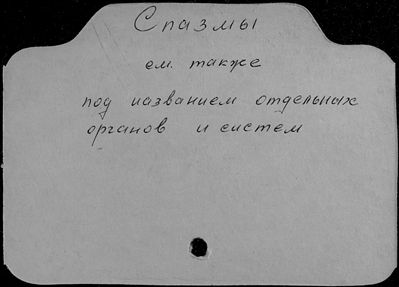 Спазмы
см. также
под названием отдельных
органов и систем